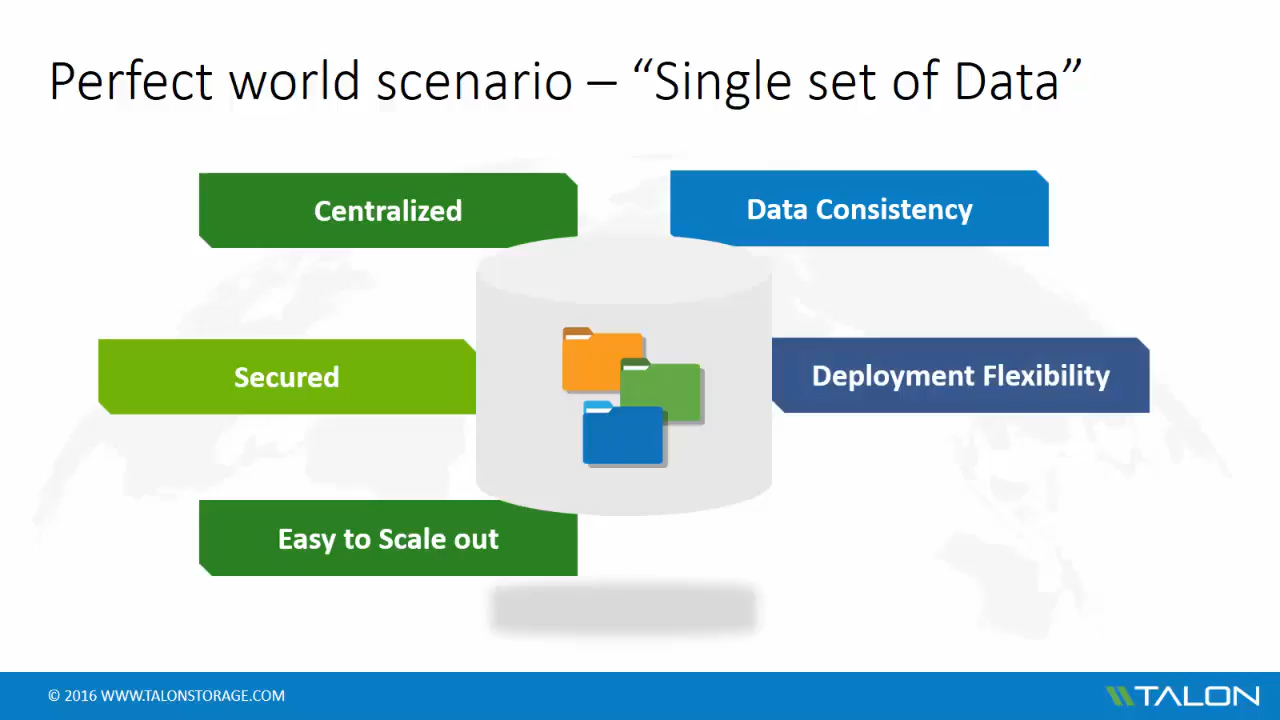 Perfect world scenario – “Single set of Data”
Centralized
Data Consistency
Secured
Deployment Flexibility
Easy to Scale out
© 2016 WWW.TALONSTORAGE.COM
TALON